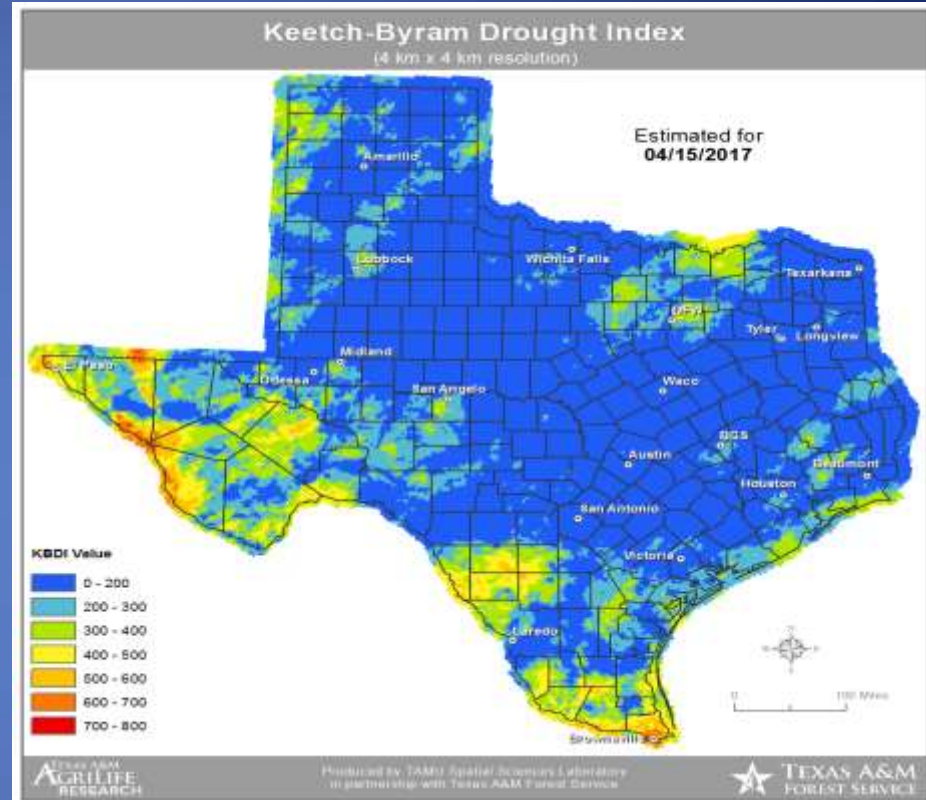 Keetch-Byram Drought Index
(4 km x 4 km resolution)
Estimated for
04/15/2017
Amarillo
Lubbock
Wichita Falls
Texarkana
DFW
Tyler
Longview
El Paso
Midland
Odessa
San Angelo
Waco
BCS
Austin
Beaumont
Houston
San Antonio
Victoria
Laredo
Brownsville
KBDI Value
0 - 200
200 - 300
300 - 400
400 - 500
500 - 600
600 - 700
700 - 800
0
100 Miles
TEXAS A&M
AGRILIFE
RESEARCH
Produced by TAMU Spatial Sciences Laboratory
in partnership with Texas A&M Forest Service
TEXAS A&M
FOREST SERVICE